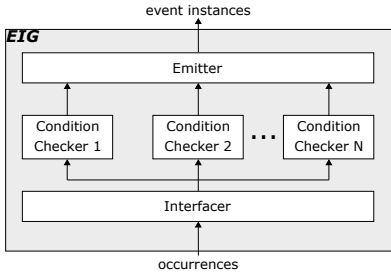 event instances
EIG
Emitter
Condition
Checker 1
Condition
Checker 2
...
Condition
Checker N
Interfacer
occurrences